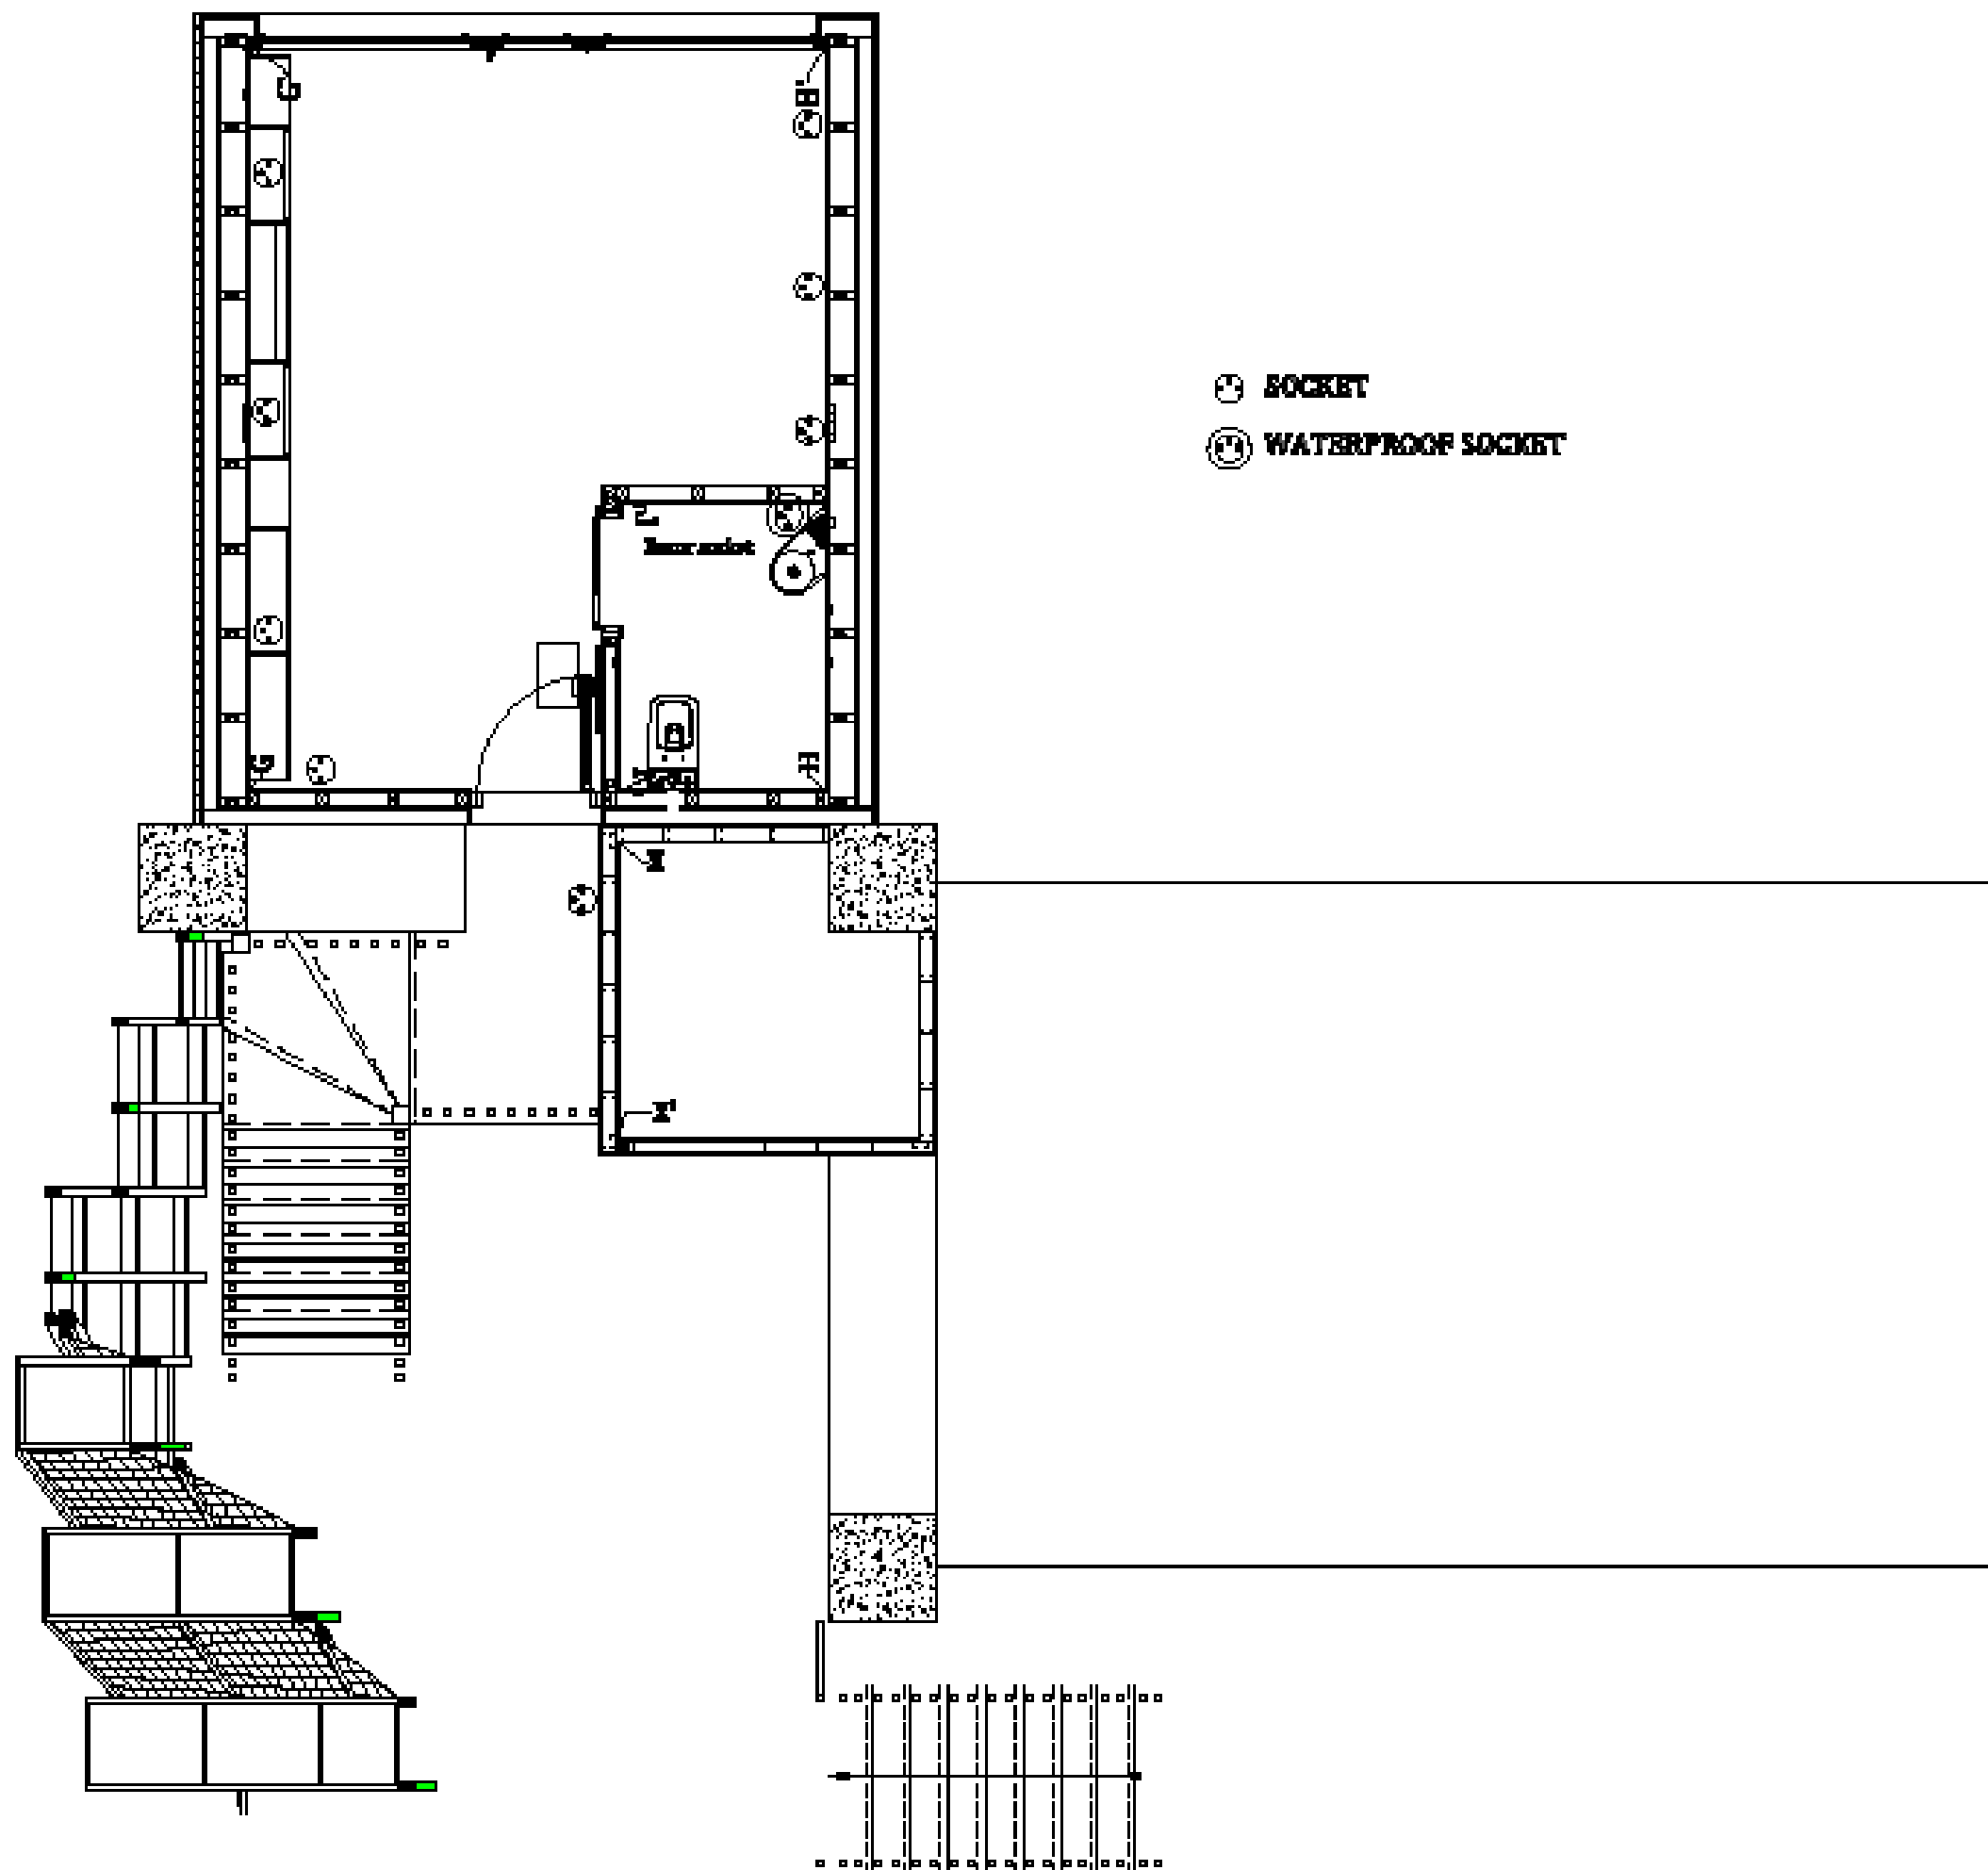 G'
H'
SOCKET
WATERPROOF SOCKET
L'
G
H
M